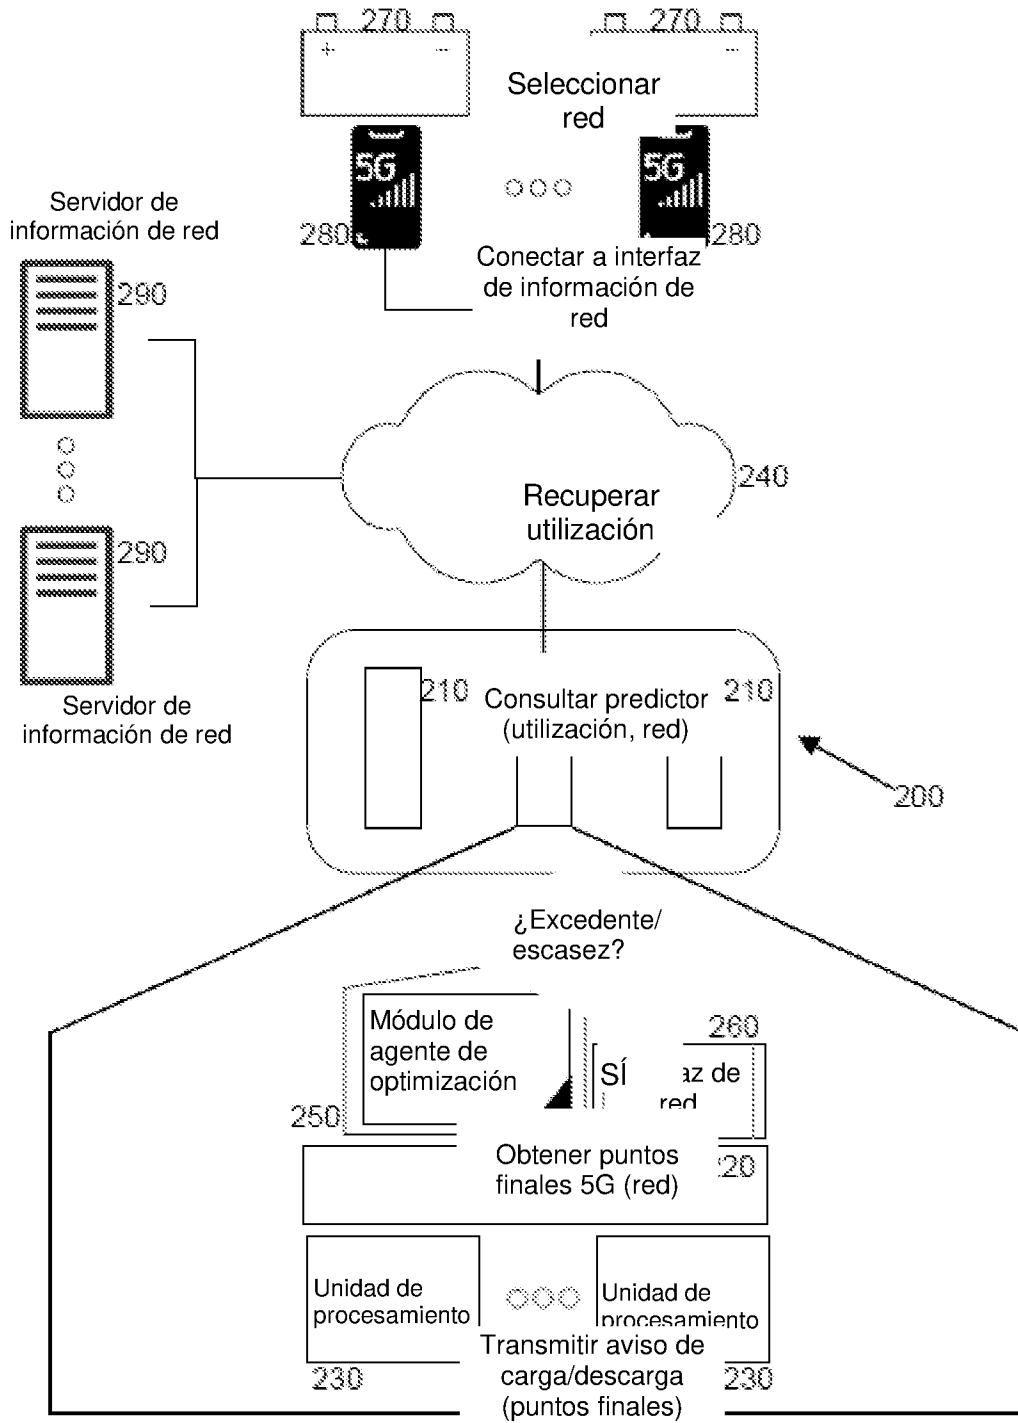 270
270
+
−
−
Seleccionar
red
5G
5G
280
280
Servidor de
información de red
Conectar a interfaz
de información de
red
290
240
Recuperar
utilización
290
210
Consultar predictor
(utilización, red)
210
Servidor de
información de red
200
¿Excedente/
escasez?
Módulo de
agente de
optimización
260
SÍ
de
red
250
Obtener puntos
finales 5G (red)
Unidad de
procesamiento
Unidad de
procesamiento
Transmitir aviso de
carga/descarga
(puntos finales)
230
230